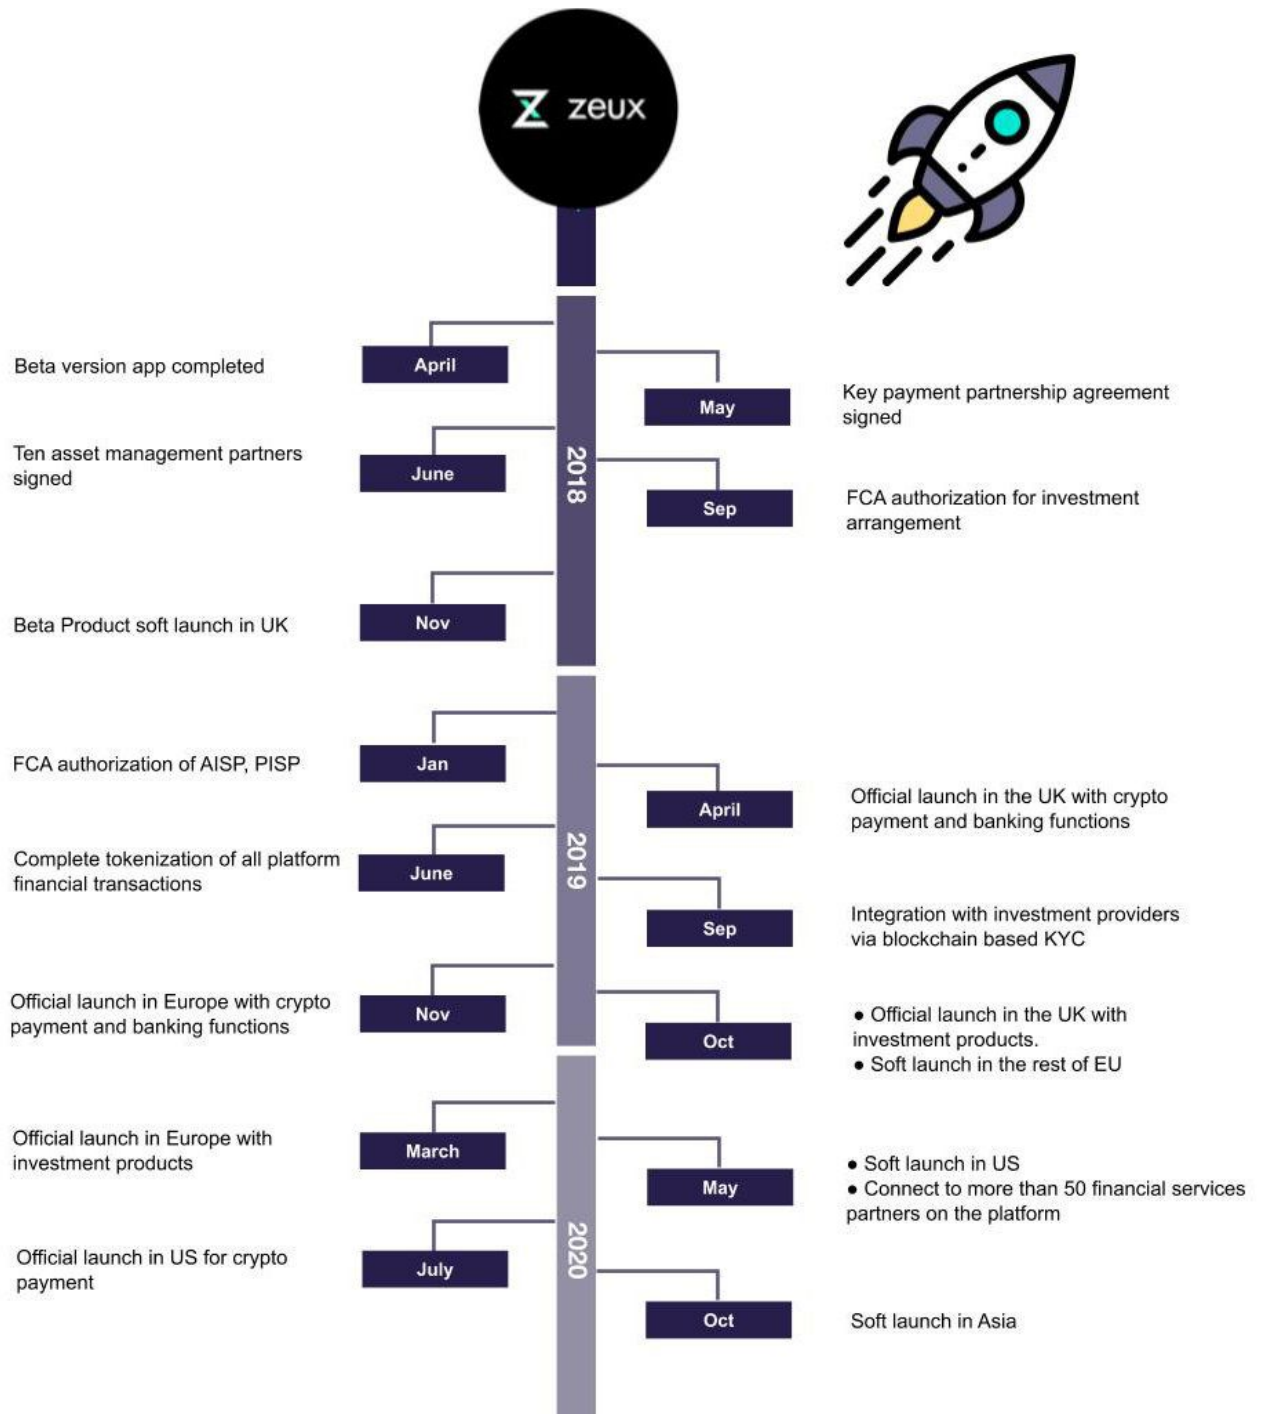 zeux
Beta version app completed
April
May
Key payment partnership agreement
signed
Ten asset management partners
signed
June
2018
Sep
FCA authorization for investment
arrangement
Beta Product soft launch in UK
Nov
FCA authorization of AISP, PISP
Jan
April
Official launch in the UK with crypto
payment and banking functions
Complete tokenization of all platform
financial transactions
June
2019
Sep
Integration with investment providers
via blockchain based KYC
Official launch in Europe with crypto
payment and banking functions
Nov
Oct
● Official launch in the UK with
investment products.
● Soft launch in the rest of EU
Official launch in Europe with
investment products
March
May
● Soft launch in US
● Connect to more than 50 financial services
partners on the platform
Official launch in US for crypto
payment
July
2020
Oct
Soft launch in Asia